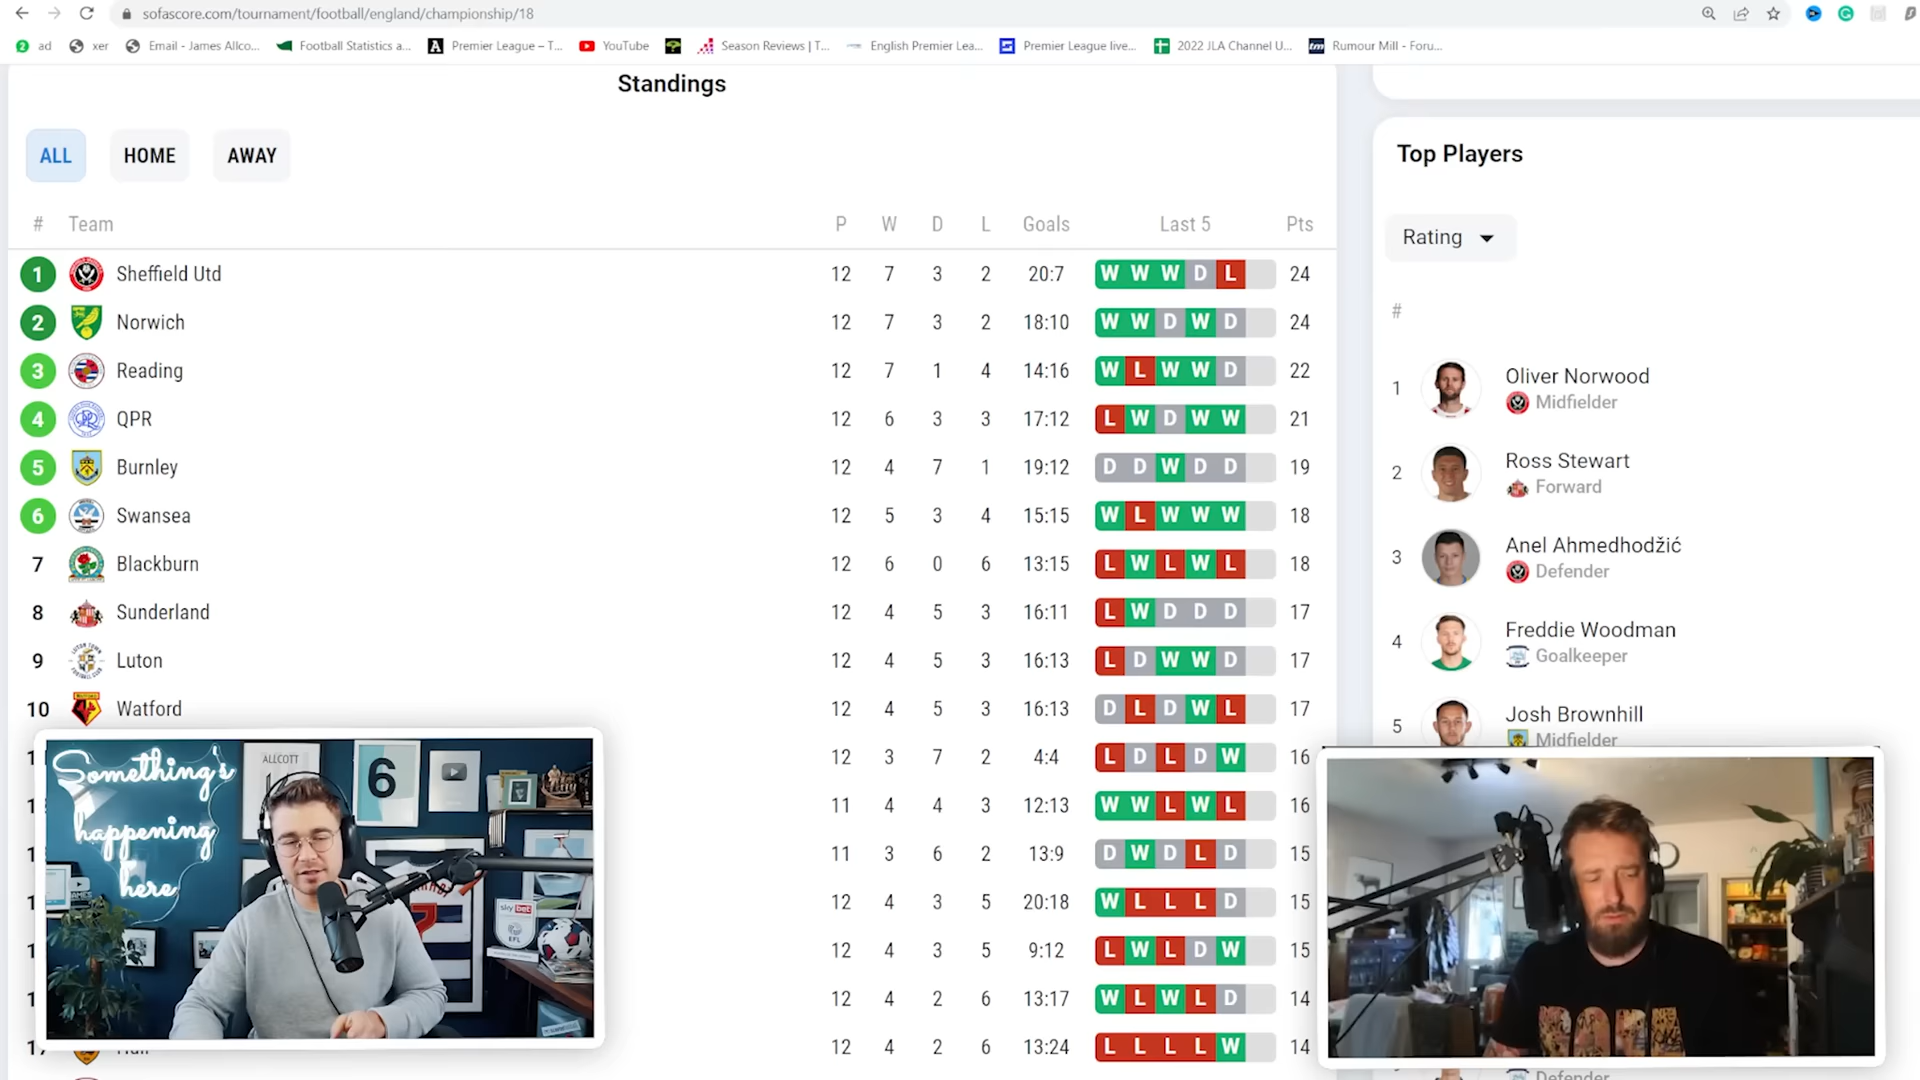 sofascore.com/tournament/football/england/championship/18
ad xer Email - James Allco... Football Statistics a... Premier League – T... YouTube Season Reviews | T... English Premier Lea... Premier League live... 2022 JLA Channel U... Rumour Mill - Foru...
Standings
ALL HOME AWAY
# Team P W D L Goals Last 5 Pts
1 Sheffield Utd 12 7 3 2 20:7 W W W D L 24
2 Norwich 12 7 3 2 18:10 W W D W D 24
3 Reading 12 7 1 4 14:16 W L W W D 22
4 QPR 12 6 3 3 17:12 L W D W W 21
5 Burnley 12 4 7 1 19:12 D D W D D 19
6 Swansea 12 5 3 4 15:15 W L W W W 18
7 Blackburn 12 6 0 6 13:15 L W L W L 18
8 Sunderland 12 4 5 3 16:11 L W D D D 17
9 Luton 12 4 5 3 16:13 L D W W D 17
10 Watford 12 4 5 3 16:13 D L D W L 17
12 3 7 2 4:4 L D L D W 16
11 4 4 3 12:13 W W L W L 16
11 3 6 2 13:9 D W D L D 15
12 4 3 5 20:18 W L L L D 15
12 4 3 5 9:12 L W L D W 15
12 4 2 6 13:17 W L W L D 14
17 Hull 12 4 2 6 13:24 L L L L W 14
Top Players
Rating
#
1 Oliver Norwood
Midfielder
2 Ross Stewart
Forward
3 Anel Ahmedhodžić
Defender
4 Freddie Woodman
Goalkeeper
5 Josh Brownhill
Midfielder
Defender
Something's
happening
here
ALLCOTT
6
sky bet
EFL